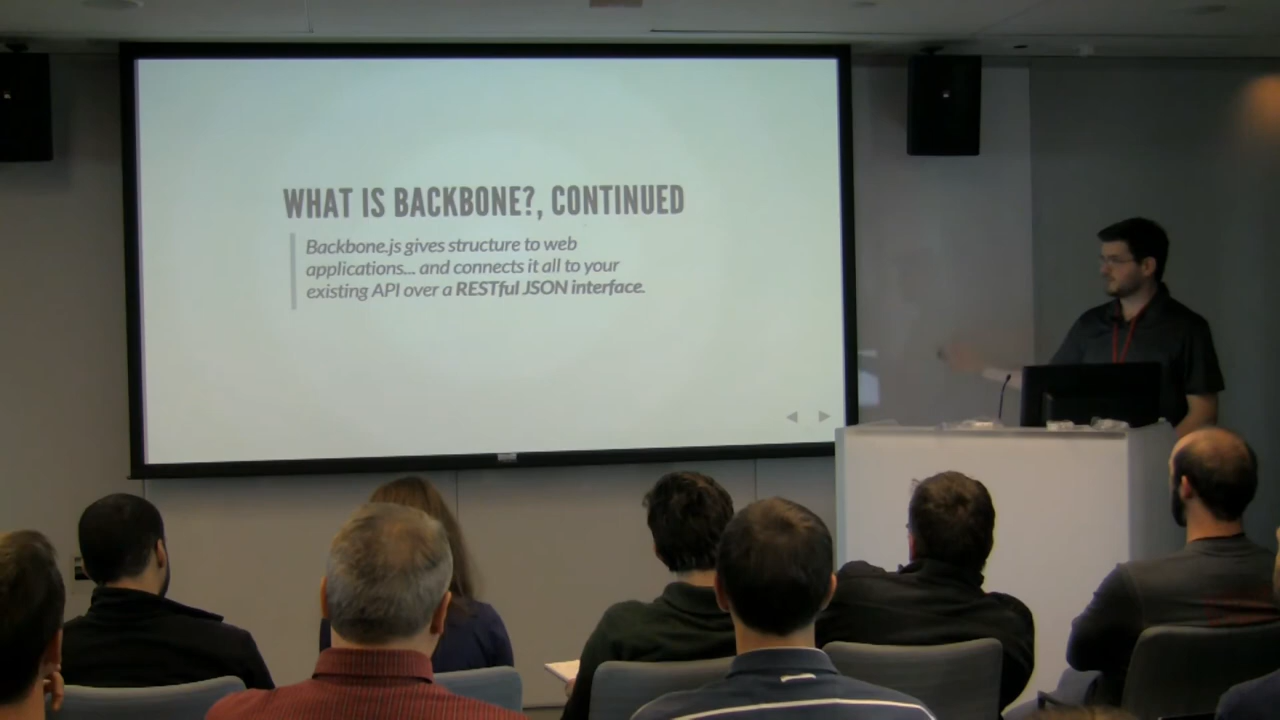 WHAT IS BACKBONE?, CONTINUED
Backbone.js gives structure to web
applications... and connects it all to your
existing API over a RESTful JSON interface.